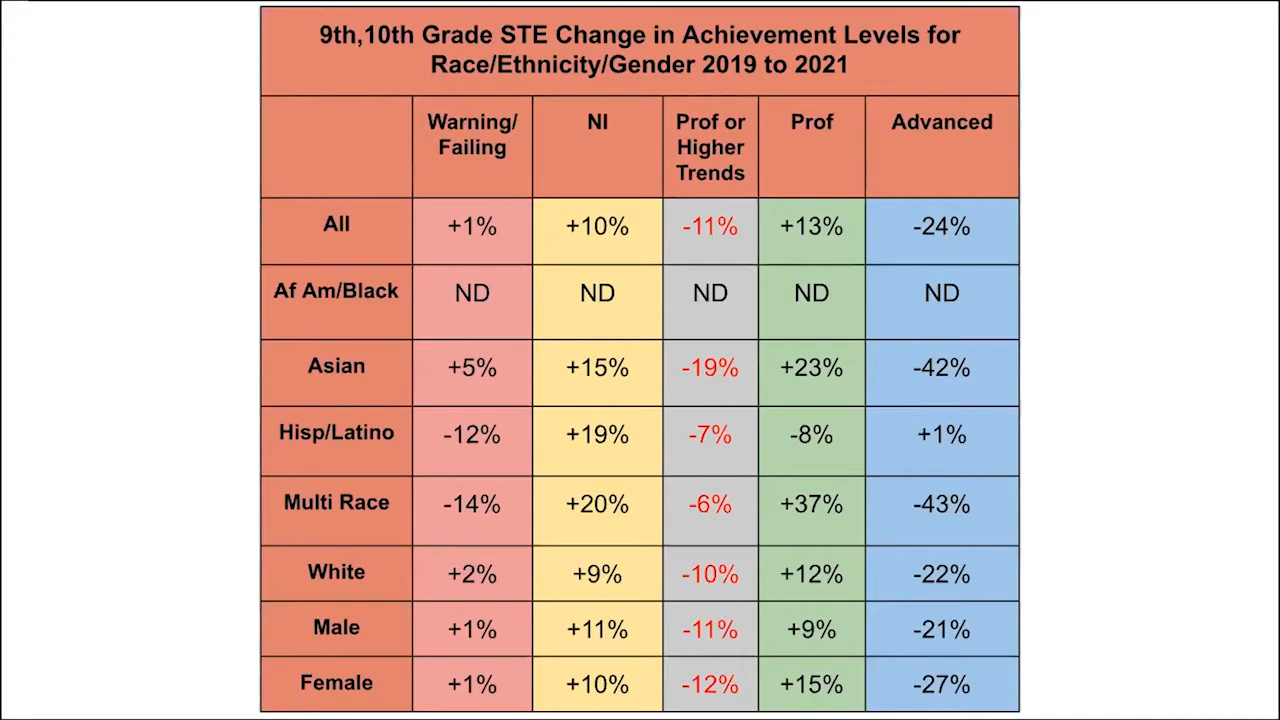 9th,10th Grade STE Change in Achievement Levels for
Race/Ethnicity/Gender 2019 to 2021
Warning/ NI Prof or Prof Advanced
Failing Higher
Trends
All +1% +10% -11% +13% -24%
Af Am/Black ND ND ND ND ND
Asian +5% +15% -19% +23% -42%
Hisp/Latino -12% +19% -7% -8% +1%
Multi Race -14% +20% -6% +37% -43%
White +2% +9% -10% +12% -22%
Male +1% +11% -11% +9% -21%
Female +1% +10% -12% +15% -27%